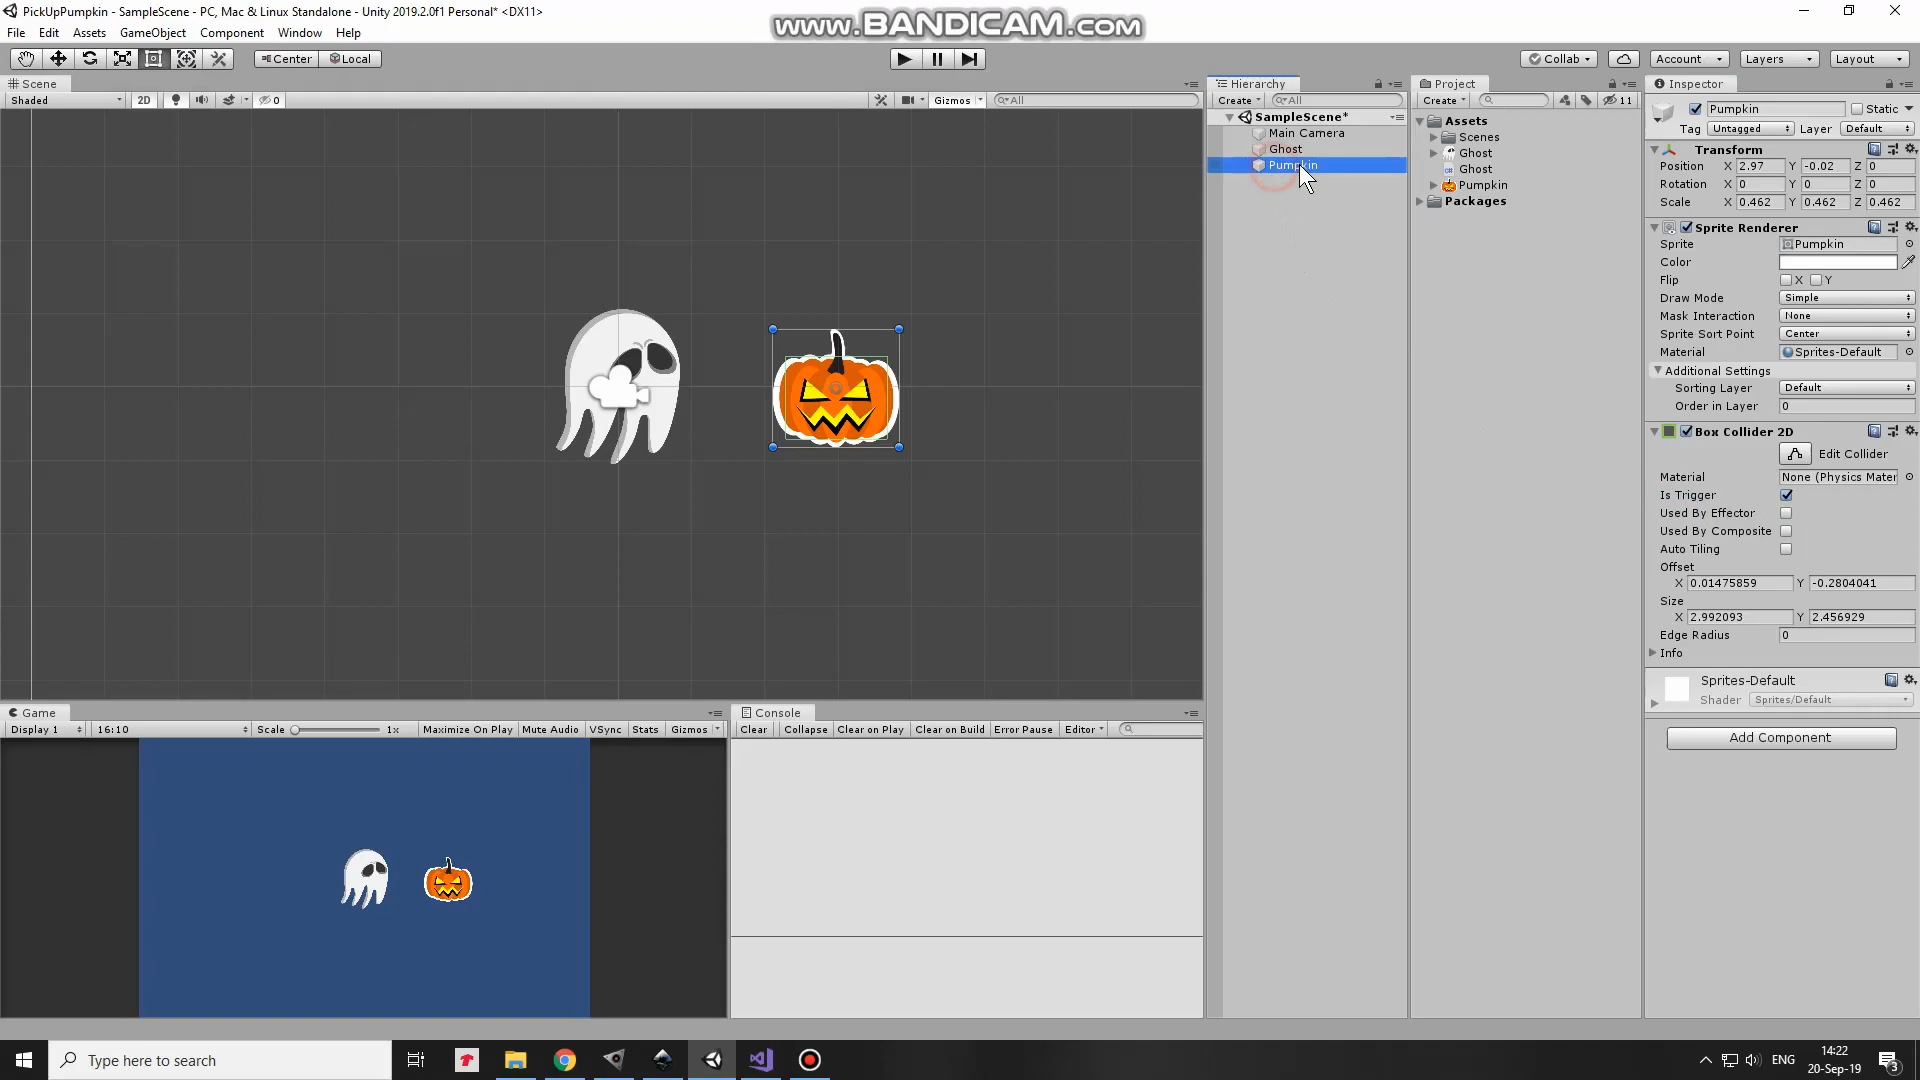 PickUpPumpkin - SampleScene - PC, Mac & Linux Standalone - Unity 2019.2.0f1 Personal* <DX11>
www.BANDICAM.com
File Edit Assets GameObject Component Window Help
Center Local
Collab Account Layers Layout
Scene
Shaded 2D 0 Gizmos All
Hierarchy
Create All
SampleScene*
Main Camera
Ghost
Pumpkin
Project
Create 11
Assets
Scenes
Ghost
Ghost
Pumpkin
Packages
Inspector
Pumpkin Static
Tag Untagged Layer Default
Transform
Position X 2.97 Y -0.02 Z 0
Rotation X 0 Y 0 Z 0
Scale X 0.462 Y 0.462 Z 0.462
Sprite Renderer
Sprite Pumpkin
Color
Flip X Y
Draw Mode Simple
Mask Interaction None
Sprite Sort Point Center
Material Sprites-Default
Additional Settings
Sorting Layer Default
Order in Layer 0
Box Collider 2D
Edit Collider
Material None (Physics Mater
Is Trigger
Used By Effector
Used By Composite
Auto Tiling
Offset
X 0.01475859 Y -0.2804041
Size
X 2.992093 Y 2.456929
Edge Radius 0
Info
Sprites-Default
Shader Sprites/Default
Add Component
Game
Display 1 16:10 Scale 1x Maximize On Play Mute Audio VSync Stats Gizmos
Console
Clear Collapse Clear on Play Clear on Build Error Pause Editor
Type here to search
ENG
14:22
20-Sep-19
3